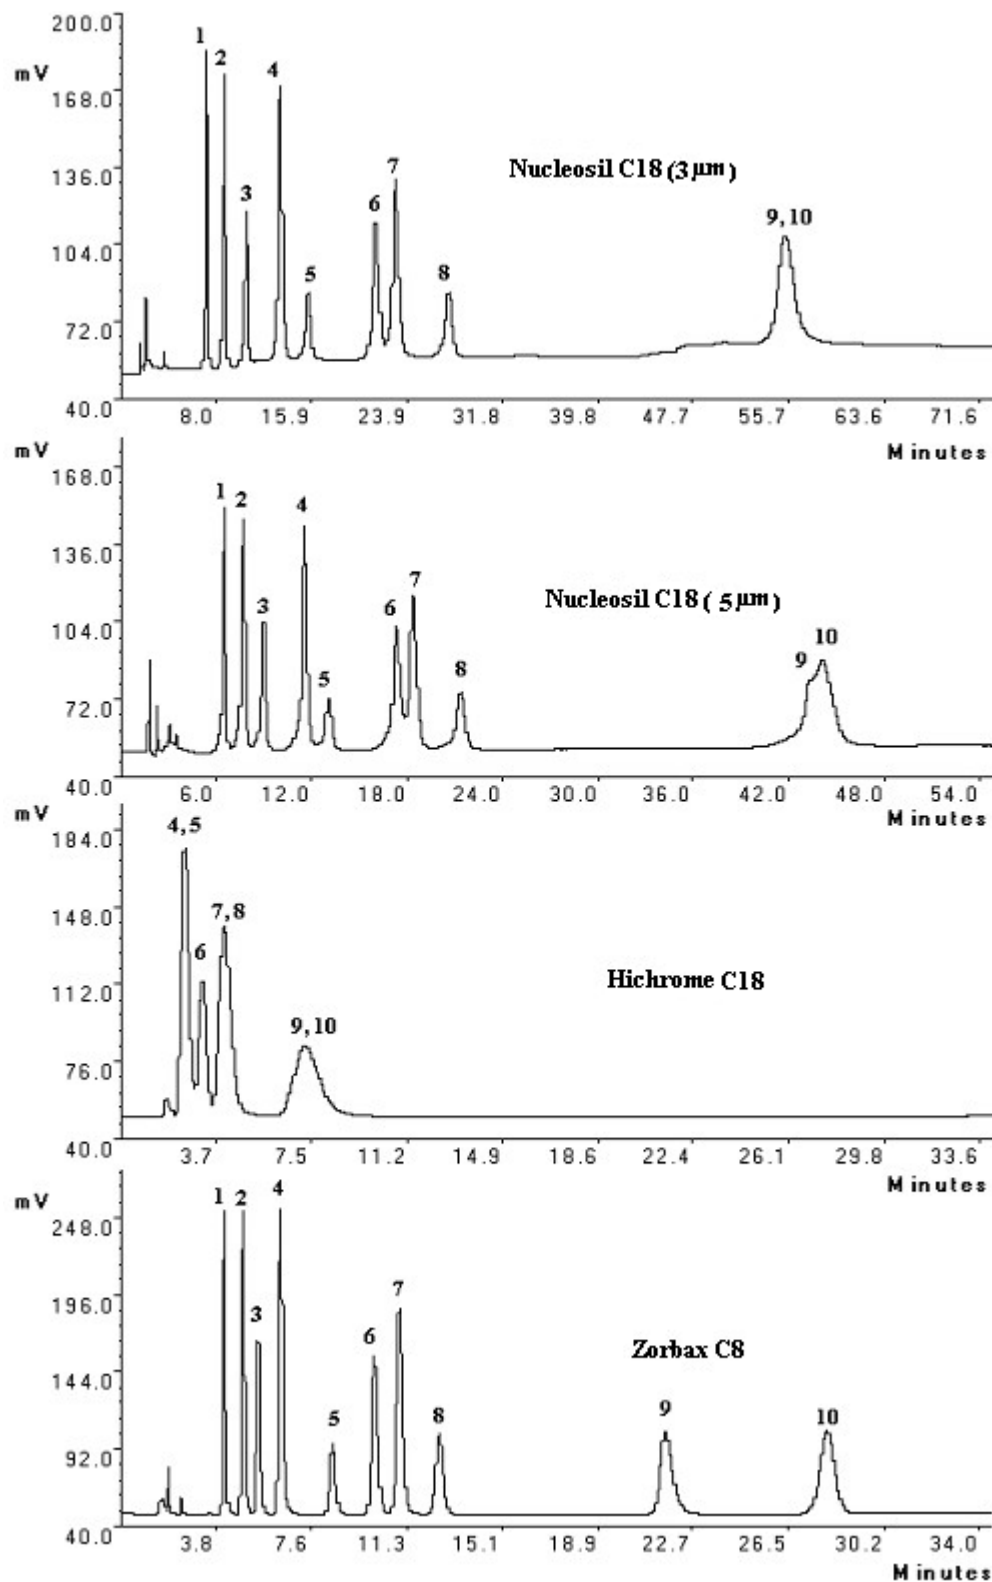 200.0
1
2
4
mV
168.0
7
Nucleosil C18 (3 µm)
136.0
3
6
9, 10
104.0
5
8
72.0
40.0
8.0 15.9 23.9 31.8 39.8 47.7 55.7 63.6 71.6
mV
Minutes
168.0
1 2 4
136.0
7
Nucleosil C18 ( 5 µm)
3
6
104.0
10
9
8
5
72.0
40.0
6.0 12.0 18.0 24.0 30.0 36.0 42.0 48.0 54.0
mV
Minutes
4,5
184.0
148.0
7,8
6
Hichrome C18
112.0
9, 10
76.0
40.0
3.7 7.5 11.2 14.9 18.6 22.4 26.1 29.8 33.6
Minutes
mV
1 2 4
248.0
7
196.0
3
6
Zorbax C8
144.0
5 8 9 10
92.0
40.0
3.8 7.6 11.3 15.1 18.9 22.7 26.5 30.2 34.0
Minutes